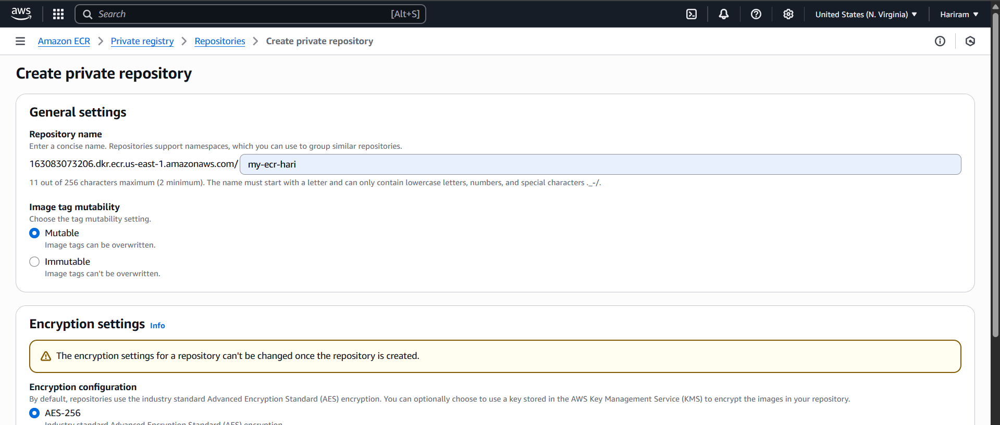 aws
Search [Alt+S] United States (N. Virginia) Hariram
Amazon ECR Private registry Repositories Create private repository
Create private repository
General settings
Repository name
Enter a concise name. Repositories support namespaces, which you can use to group similar repositories.
163083073206.dkr.ecr.us-east-1.amazonaws.com/ my-ecr-hari
11 out of 256 characters maximum (2 minimum). The name must start with a letter and can only contain lowercase letters, numbers, and special characters ._-/.
Image tag mutability
Choose the tag mutability setting.
Mutable
Image tags can be overwritten.
Immutable
Image tags can't be overwritten.
Encryption settings Info
The encryption settings for a repository can't be changed once the repository is created.
Encryption configuration
By default, repositories use the industry standard Advanced Encryption Standard (AES) encryption. You can optionally choose to use a key stored in the AWS Key Management Service (KMS) to encrypt the images in your repository.
AES-256
Industry standard Advanced Encryption Standard (AES) encryption